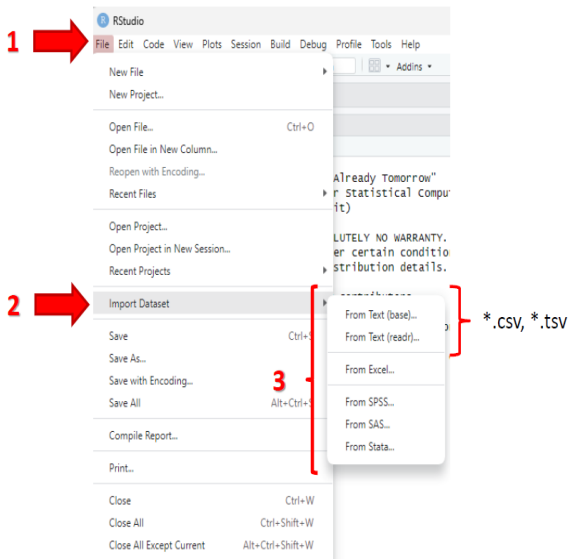 RStudio
1
File Edit Code View Plots Session Build Debug Profile Tools Help
Addins
New File
New Project...
Open File... Ctrl+O
Open File in New Column...
Reopen with Encoding...
Recent Files
Already Tomorrow"
r Statistical Compu
it)
Open Project...
Open Project in New Session...
Recent Projects
LUTELY NO WARRANTY.
er certain conditio
stribution details.
2
Import Dataset
contributors
From Text (base)...
From Text (readr)...
*.csv, *.tsv
From Excel...
From SPSS...
From SAS...
From Stata...
3
Save Ctrl+S
Save As...
Save with Encoding...
Save All Alt+Ctrl+S
Compile Report...
Print...
Close Ctrl+W
Close All Ctrl+Shift+W
Close All Except Current Alt+Ctrl+Shift+W